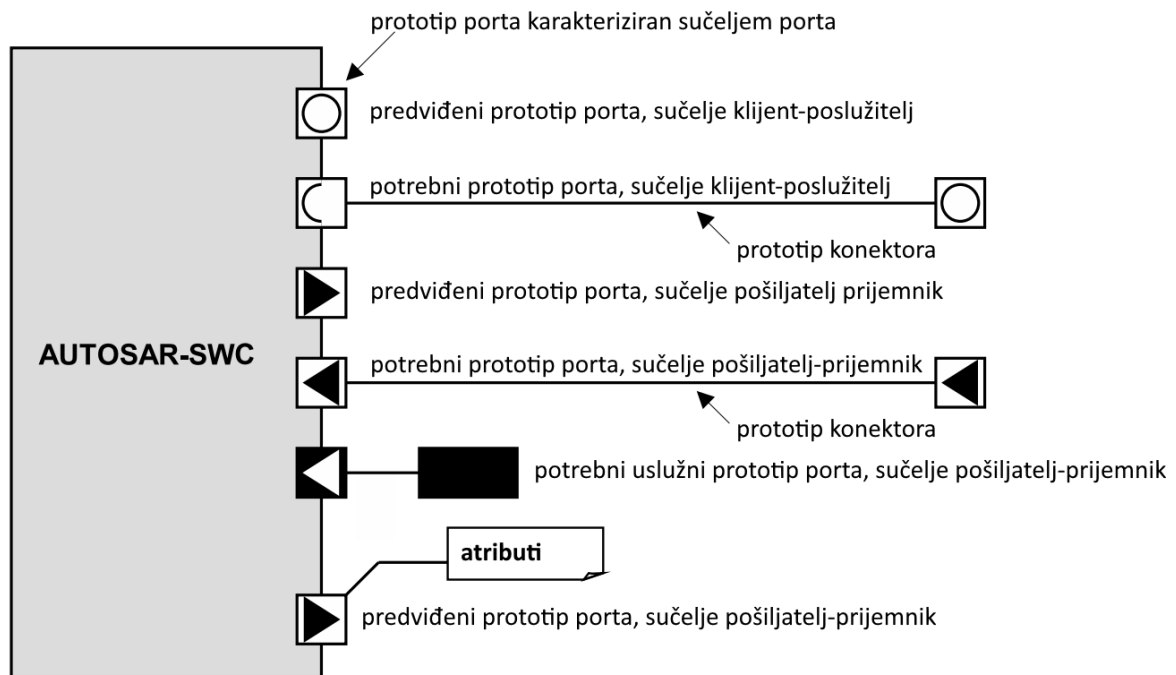 prototip porta karakteriziran sučeljem porta
predviđeni prototip porta, sučelje klijent-poslužitelj
potrebni prototip porta, sučelje klijent-poslužitelj
prototip konektora
predviđeni prototip porta, sučelje pošiljatelj prijemnik
AUTOSAR-SWC
potrebni prototip porta, sučelje pošiljatelj-prijemnik
prototip konektora
potrebni uslužni prototip porta, sučelje pošiljatelj-prijemnik
atributi
predviđeni prototip porta, sučelje pošiljatelj-prijemnik